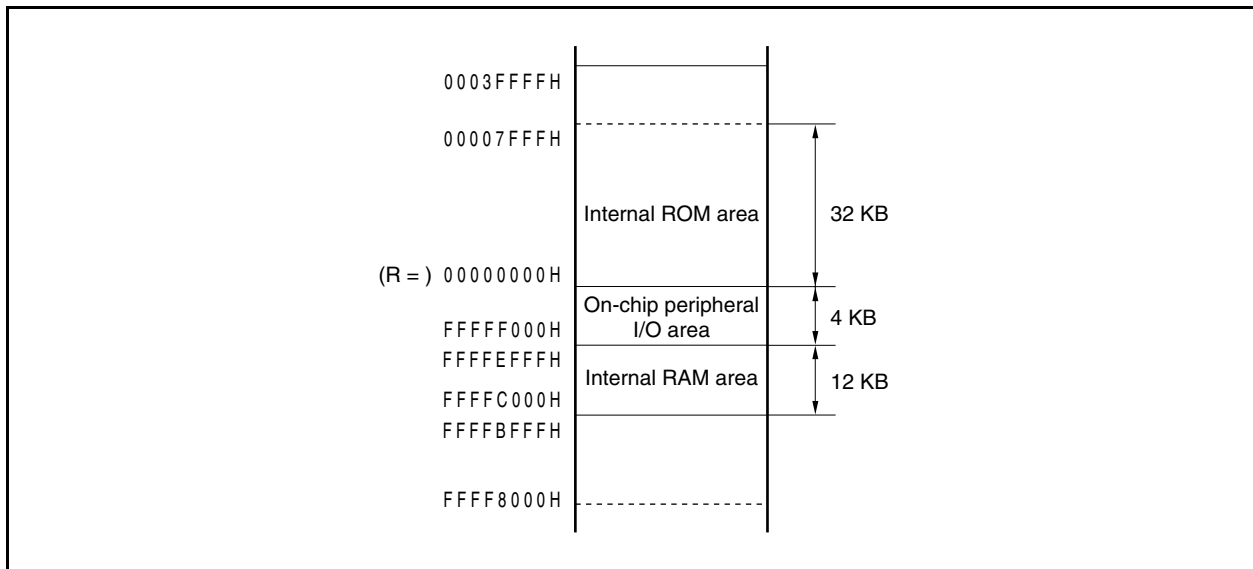 0003FFFFH
00007FFFH
Internal ROM area
32 KB
(R = ) 00000000H
On-chip peripheral
I/O area
4 KB
FFFFF000H
FFFFEFFFH
Internal RAM area
12 KB
FFFFC000H
FFFFBFFFH
FFFF8000H